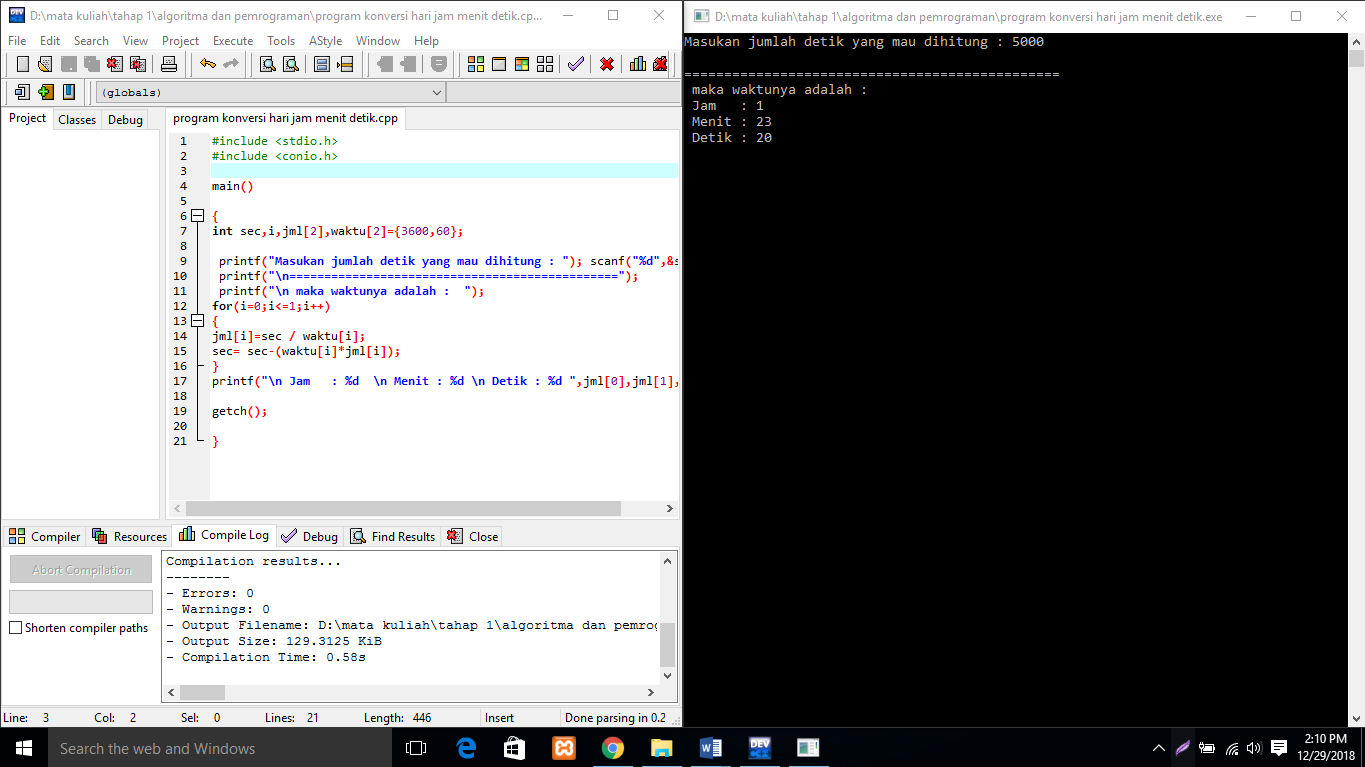 D:\mata kuliah\tahap 1\algoritma dan pemrograman\program konversi hari jam menit detik.cp...
File Edit Search View Project Execute Tools AStyle Window Help
(globals)
Project Classes Debug
program konversi hari jam menit detik.cpp
1 #include <stdio.h>
2 #include <conio.h>
3
4 main()
5
6 {
7 int sec,i,jml[2],waktu[2]={3600,60};
8
9 printf("Masukan jumlah detik yang mau dihitung : "); scanf("%d",&s
10 printf("\n===============================================");
11 printf("\n maka waktunya adalah :  ");
12 for(i=0;i<=1;i++)
13 {
14 jml[i]=sec / waktu[i];
15 sec= sec-(waktu[i]*jml[i]);
16 }
17 printf("\n Jam   : %d  \n Menit : %d \n Detik : %d ",jml[0],jml[1],
18
19 getch();
20
21 }
Compiler Resources Compile Log Debug Find Results Close
Abort Compilation
Shorten compiler paths
Compilation results...
--------
- Errors: 0
- Warnings: 0
- Output Filename: D:\mata kuliah\tahap 1\algoritma dan pemrog
- Output Size: 129.3125 KiB
- Compilation Time: 0.58s
Line: 3 Col: 2 Sel: 0 Lines: 21 Length: 446 Insert Done parsing in 0.2
D:\mata kuliah\tahap 1\algoritma dan pemrograman\program konversi hari jam menit detik.exe
Masukan jumlah detik yang mau dihitung : 5000
===============================================
maka waktunya adalah :
Jam   : 1
Menit : 23
Detik : 20
Search the web and Windows
DEV
2:10 PM
12/29/2018